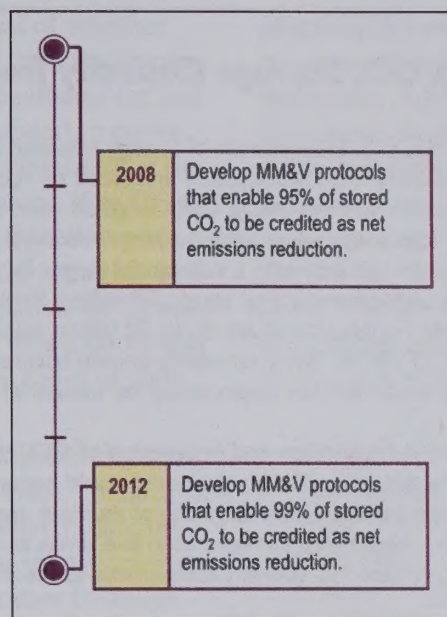 2008
Develop MM&V protocols
that enable 95% of stored
CO₂ to be credited as net
emissions reduction.
2012
Develop MM&V protocols
that enable 99% of stored
CO₂ to be credited as net
emissions reduction.